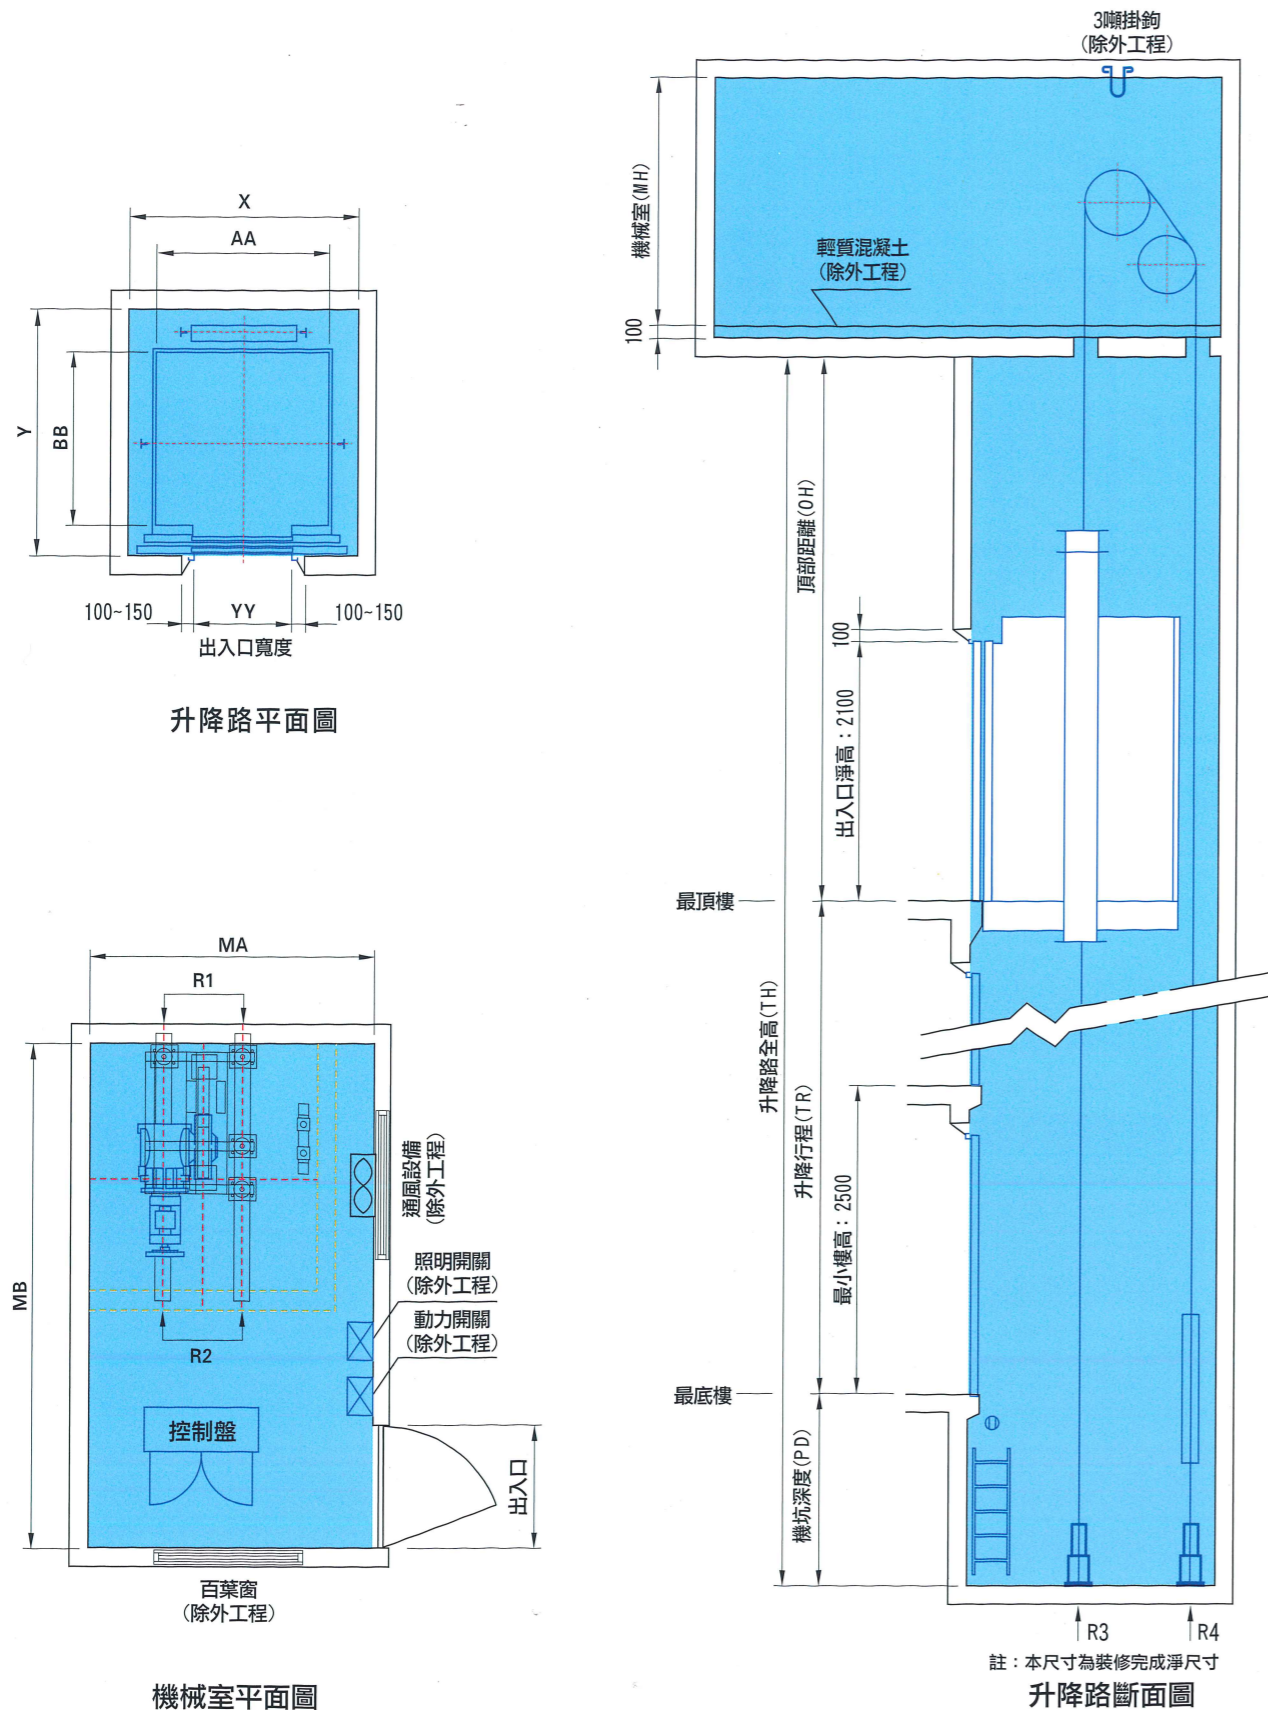 X
AA
Y
BB
100~150
YY
100~150
出入口寬度
升降路平面圖
MA
R1
MB
通風設備
(除外工程)
照明開關
(除外工程)
動力開關
(除外工程)
R2
控制盤
出入口
百葉窗
(除外工程)
機械室平面圖
3噸掛鉤
(除外工程)
機械室(MH)
輕質混凝土
(除外工程)
100
頂部距離(OH)
100
出入口淨高：2100
最頂樓
升降路全高(TH)
升降行程(TR)
最小樓高：2500
最底樓
機坑深度(PD)
R3
R4
註：本尺寸為裝修完成淨尺寸
升降路斷面圖